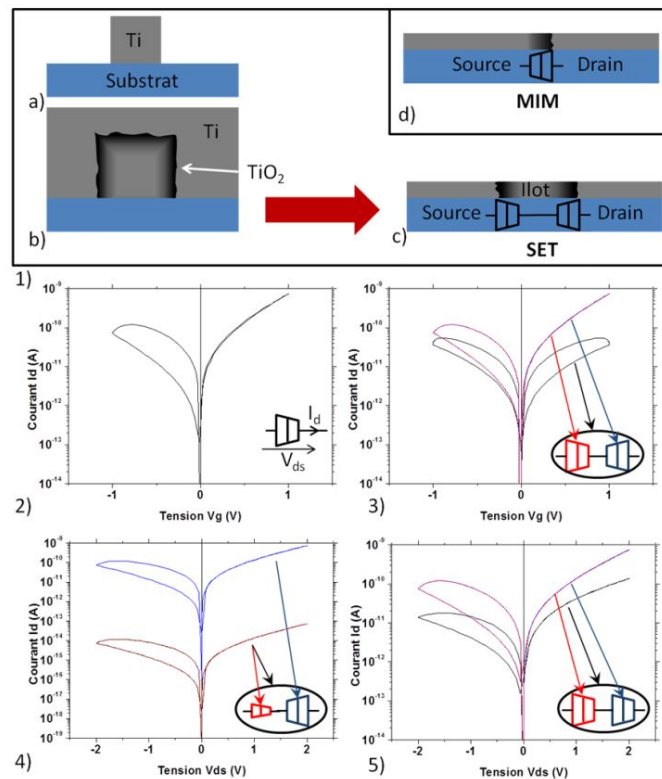 Ti
Substrat
a)
Ti
TiO2
b)
Source
Drain
d)
MIM
Ilot
Source
Drain
c)
SET
1)
10-9
10-10
10-11
10-12
10-13
10-14
Courant Id (A)
-1
0
1
Tension Vg (V)
Id
Vds
2)
10-9
10-10
10-11
10-12
10-13
10-14
Courant Id (A)
-1
0
1
Tension Vg (V)
3)
10-9
10-10
10-11
10-12
10-13
10-14
10-15
10-16
10-17
10-18
10-19
Courant Id (A)
-2
-1
0
1
2
Tension Vds (V)
4)
10-9
10-10
10-11
10-12
10-13
10-14
Courant Id (A)
-2
-1
0
1
2
Tension Vds (V)
5)